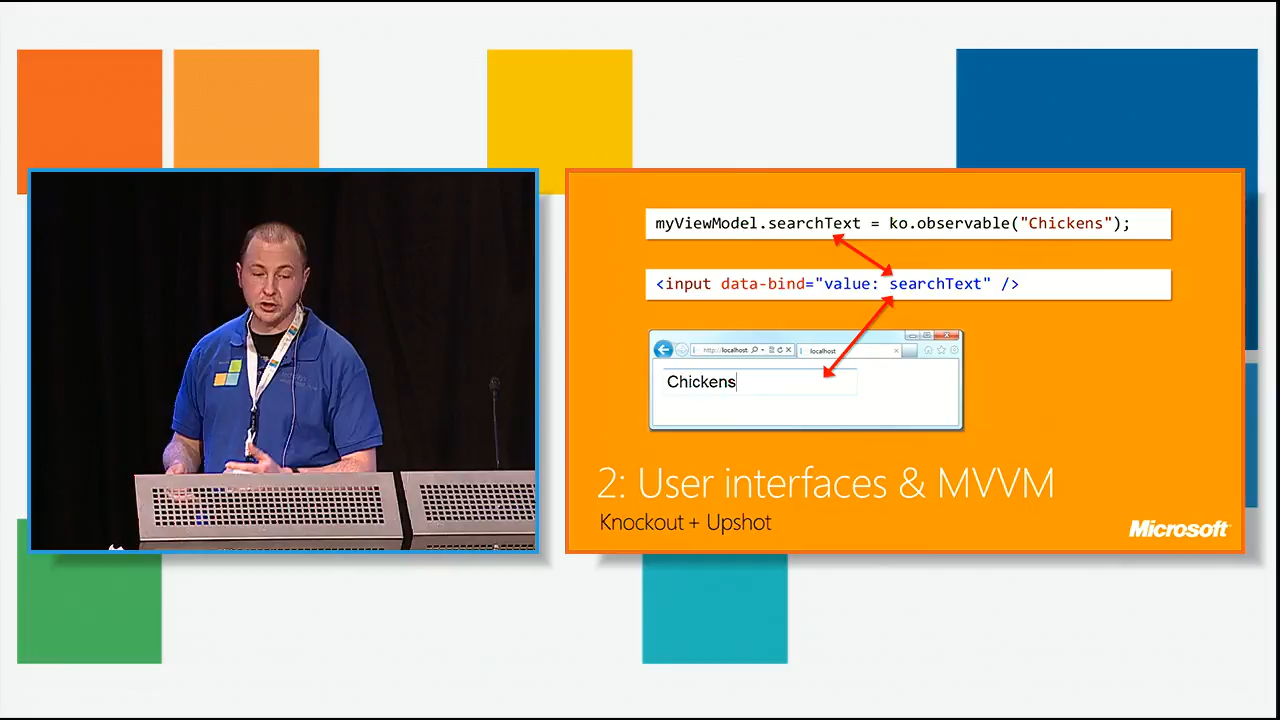 myViewModel.searchText = ko.observable("Chickens");
<input data-bind="value: searchText" />
http://localhost
localhost
Chickens
2: User interfaces & MVVM
Knockout + Upshot
Microsoft